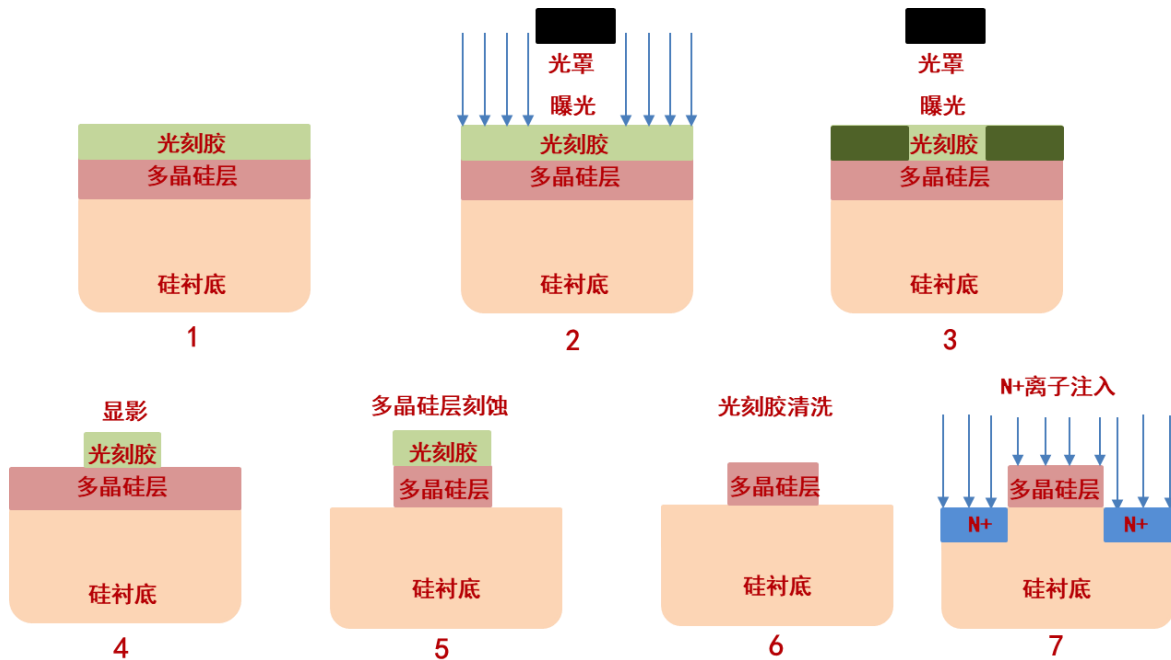 光刻胶
多晶硅层
硅衬底
1
光罩
曝光
光刻胶
多晶硅层
硅衬底
2
光罩
曝光
光刻胶
多晶硅层
硅衬底
3
显影
光刻胶
多晶硅层
硅衬底
4
多晶硅层刻蚀
光刻胶
多晶硅层
硅衬底
5
光刻胶清洗
多晶硅层
硅衬底
6
N+离子注入
多晶硅层
N+
N+
硅衬底
7